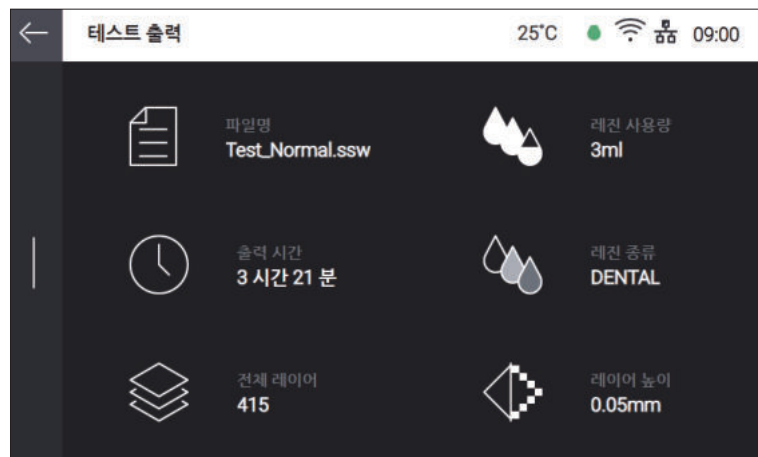 테스트 출력
25°C
09:00
파일명
Test_Normal.ssw
레진 사용량
3ml
출력 시간
3 시간 21 분
레진 종류
DENTAL
전체 레이어
415
레이어 높이
0.05mm